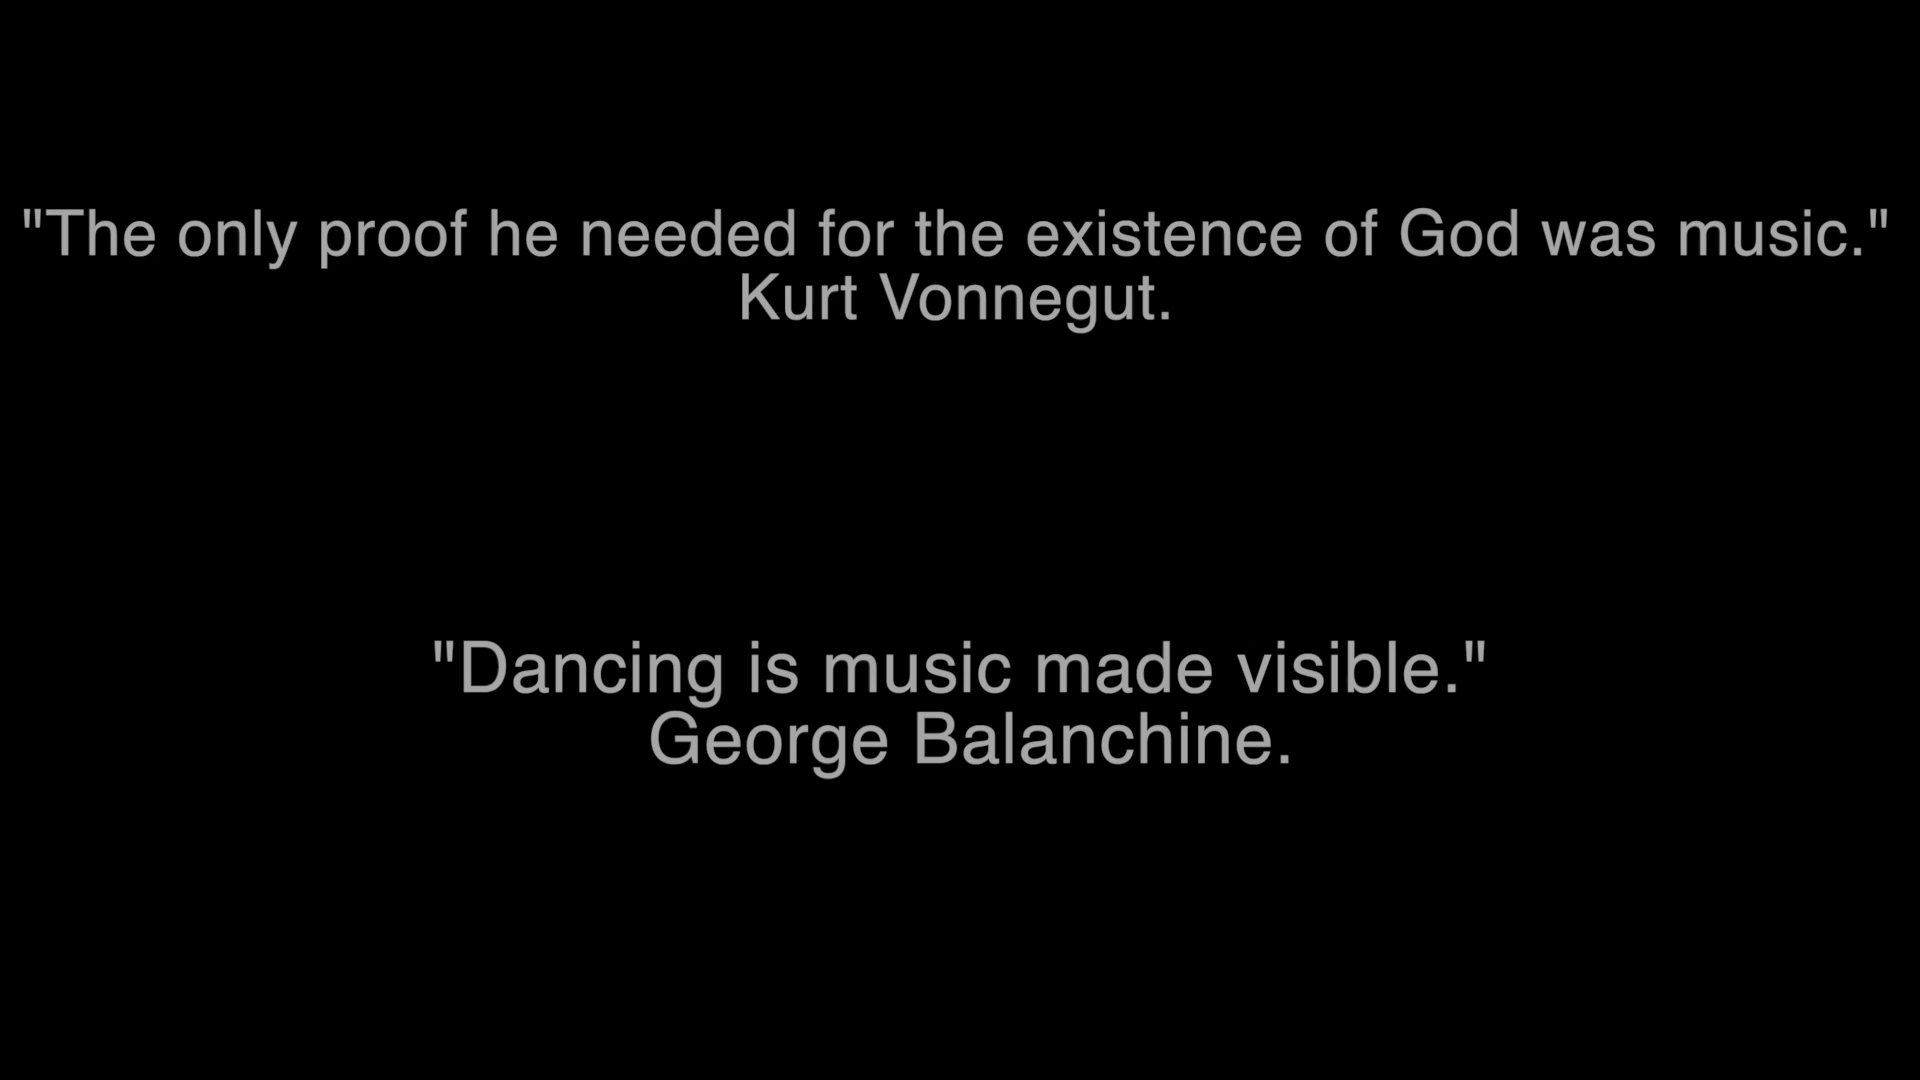 "The only proof he needed for the existence of God was music."
Kurt Vonnegut.
"Dancing is music made visible."
George Balanchine.